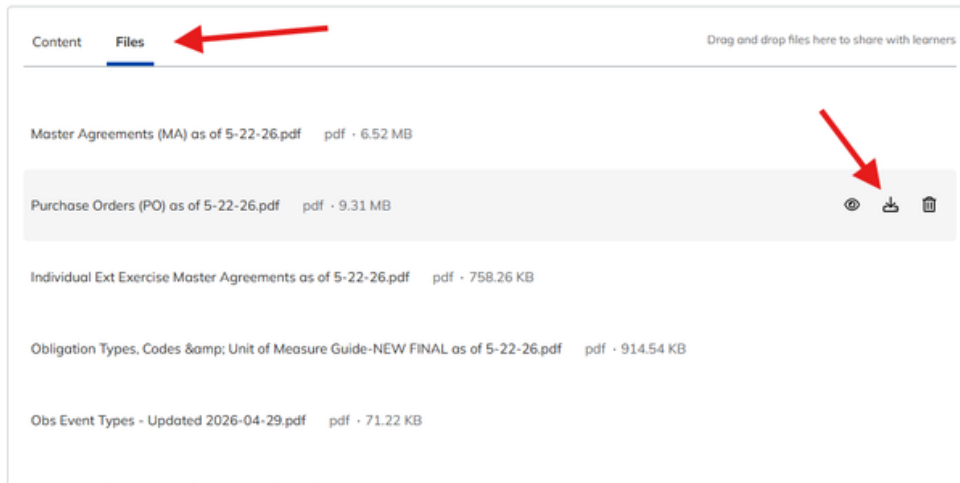 Content Files Drag and drop files here to share with learners
Master Agreements (MA) as of 5-22-26.pdf pdf · 6.52 MB
Purchase Orders (PO) as of 5-22-26.pdf pdf · 9.31 MB
Individual Ext Exercise Master Agreements as of 5-22-26.pdf pdf · 758.26 KB
Obligation Types, Codes &amp; Unit of Measure Guide-NEW FINAL as of 5-22-26.pdf pdf · 914.54 KB
Obs Event Types - Updated 2026-04-29.pdf pdf · 71.22 KB